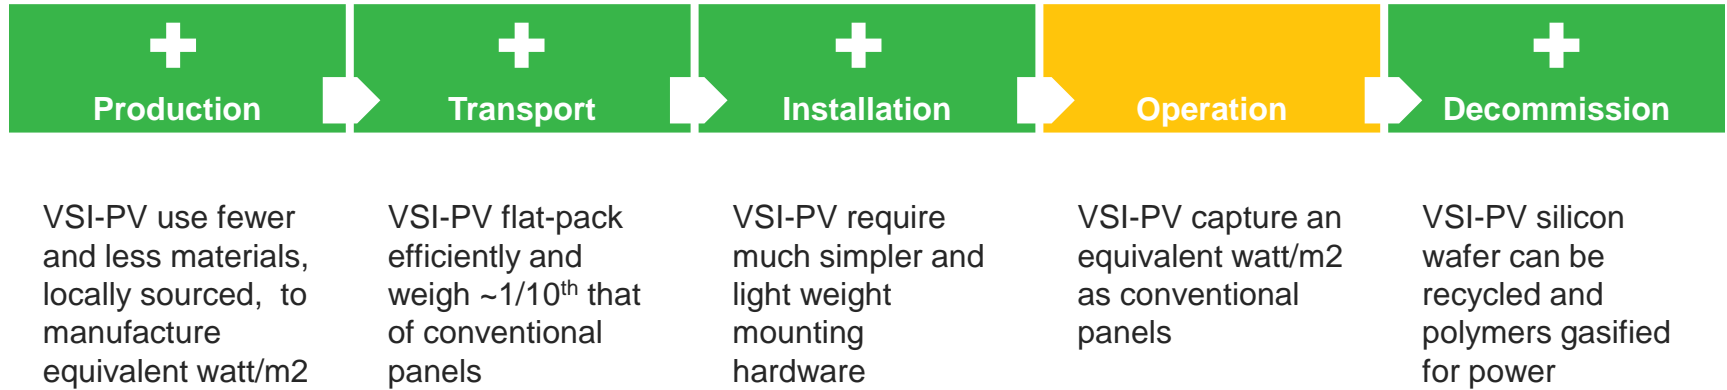 Production
Transport
Installation
Operation
Decommission
VSI-PV use fewer
and less materials,
locally sourced, to
manufacture
equivalent watt/m2
VSI-PV flat-pack
efficiently and
weigh ~1/10th that
of conventional
panels
VSI-PV require
much simpler and
light weight
mounting
hardware
VSI-PV capture an
equivalent watt/m2
as conventional
panels
VSI-PV silicon
wafer can be
recycled and
polymers gasified
for power